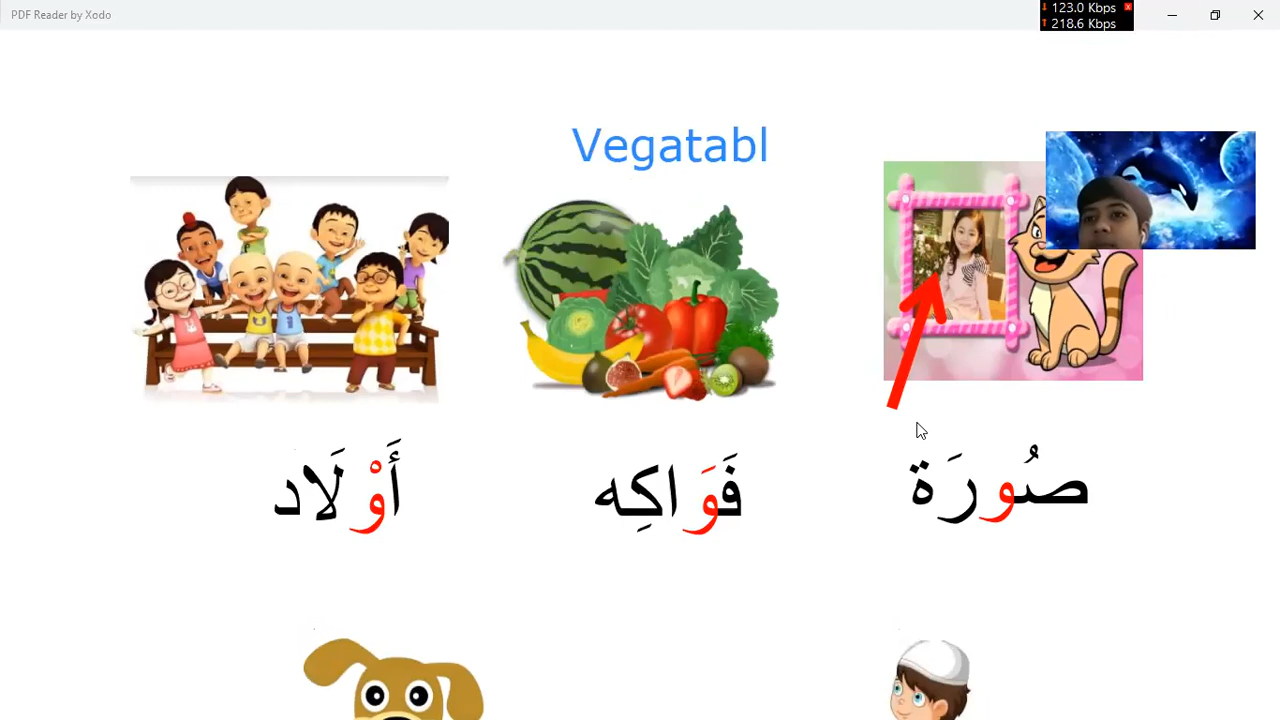 PDF Reader by Xodo
123.0 Kbps
218.6 Kbps
Vegatabl
صُورَة
فَوَاكِه
أَوْلَاد